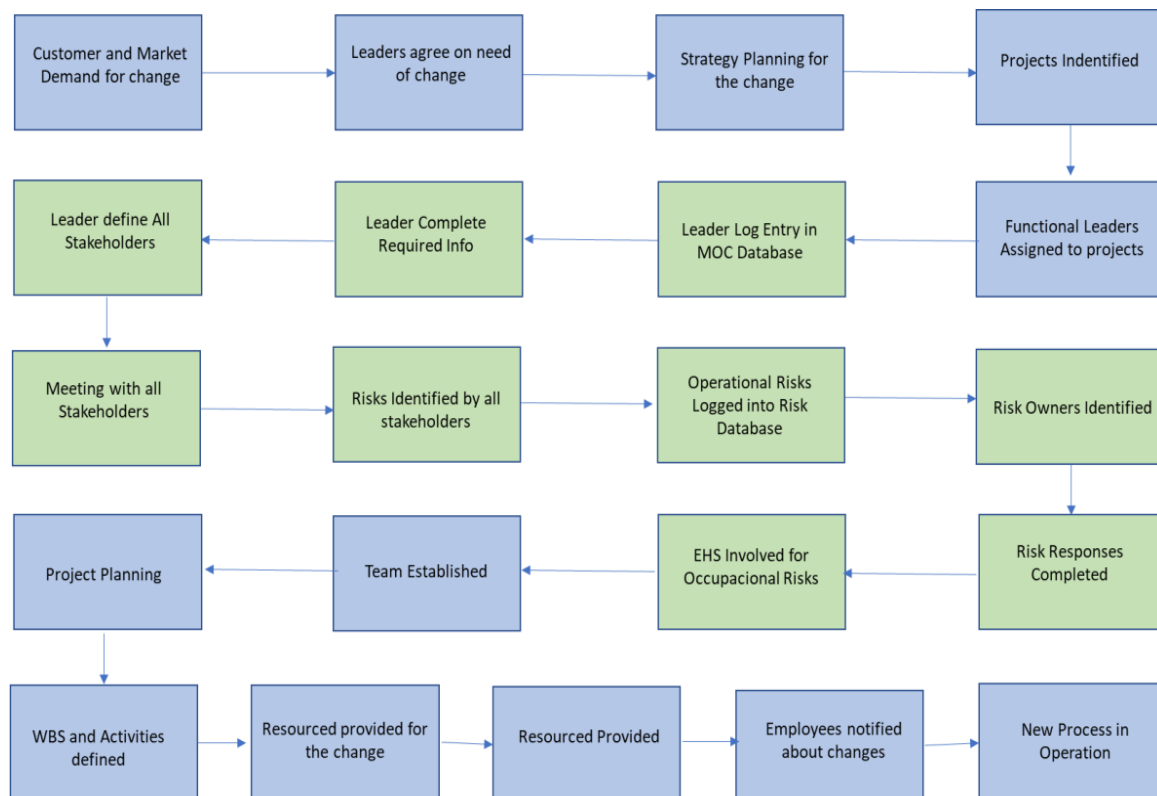 Customer and Market
Demand for change
Leaders agree on need
of change
Strategy Planning for
the change
Projects Indentified
Functional Leaders
Assigned to projects
Leader Log Entry in
MOC Database
Leader Complete
Required Info
Leader define All
Stakeholders
Meeting with all
Stakeholders
Risks Identified by all
stakeholders
Operational Risks
Logged into Risk
Database
Risk Owners Identified
Risk Responses
Completed
EHS Involved for
Occupacional Risks
Team Established
Project Planning
WBS and Activities
defined
Resourced provided for
the change
Resourced Provided
Employees notified
about changes
New Process in
Operation